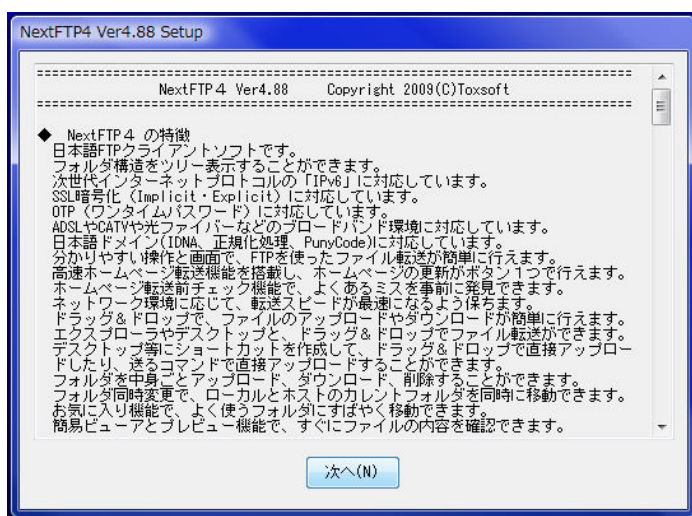 NextFTP4 Ver4.88 Setup
==============================================================================
NextFTP４ Ver4.88 Copyright 2009(C)Toxsoft
==============================================================================
◆ NextFTP４ の特徴
日本語FTPクライアントソフトです。
フォルダ構造をツリー表示することができます。
次世代インターネットプロトコルの「IPv6」に対応しています。
SSL暗号化（Implicit・Explicit）に対応しています。
OTP（ワンタイムパスワード）に対応しています。
ADSLやCATVや光ファイバーなどのブロードバンド環境に対応しています。
日本語ドメイン(IDNA、正規化処理、PunyCode)に対応しています。
分かりやすい操作と画面で、FTPを使ったファイル転送が簡単に行えます。
高速ホームページ転送機能を搭載し、ホームページの更新がボタン１つで行えます。
ホームページ転送前チェック機能で、よくあるミスを事前に発見できます。
ネットワーク環境に応じて、転送スピードが最速になるよう保ちます。
ドラッグ＆ドロップで、ファイルのアップロードやダウンロードが簡単に行えます。
エクスプローラやデスクトップと、ドラッグ＆ドロップでファイル転送ができます。
デスクトップ等にショートカットを作成して、ドラッグ＆ドロップで直接アップロー
ドしたり、送るコマンドで直接アップロードすることができます。
フォルダを中身ごとアップロード、ダウンロード、削除することができます。
フォルダ同時変更で、ローカルとホストのカレントフォルダを同時に移動できます。
お気に入り機能で、よく使うフォルダにすばやく移動できます。
簡易ビューアとプレビュー機能で、すぐにファイルの内容を確認できます。
次へ(N)